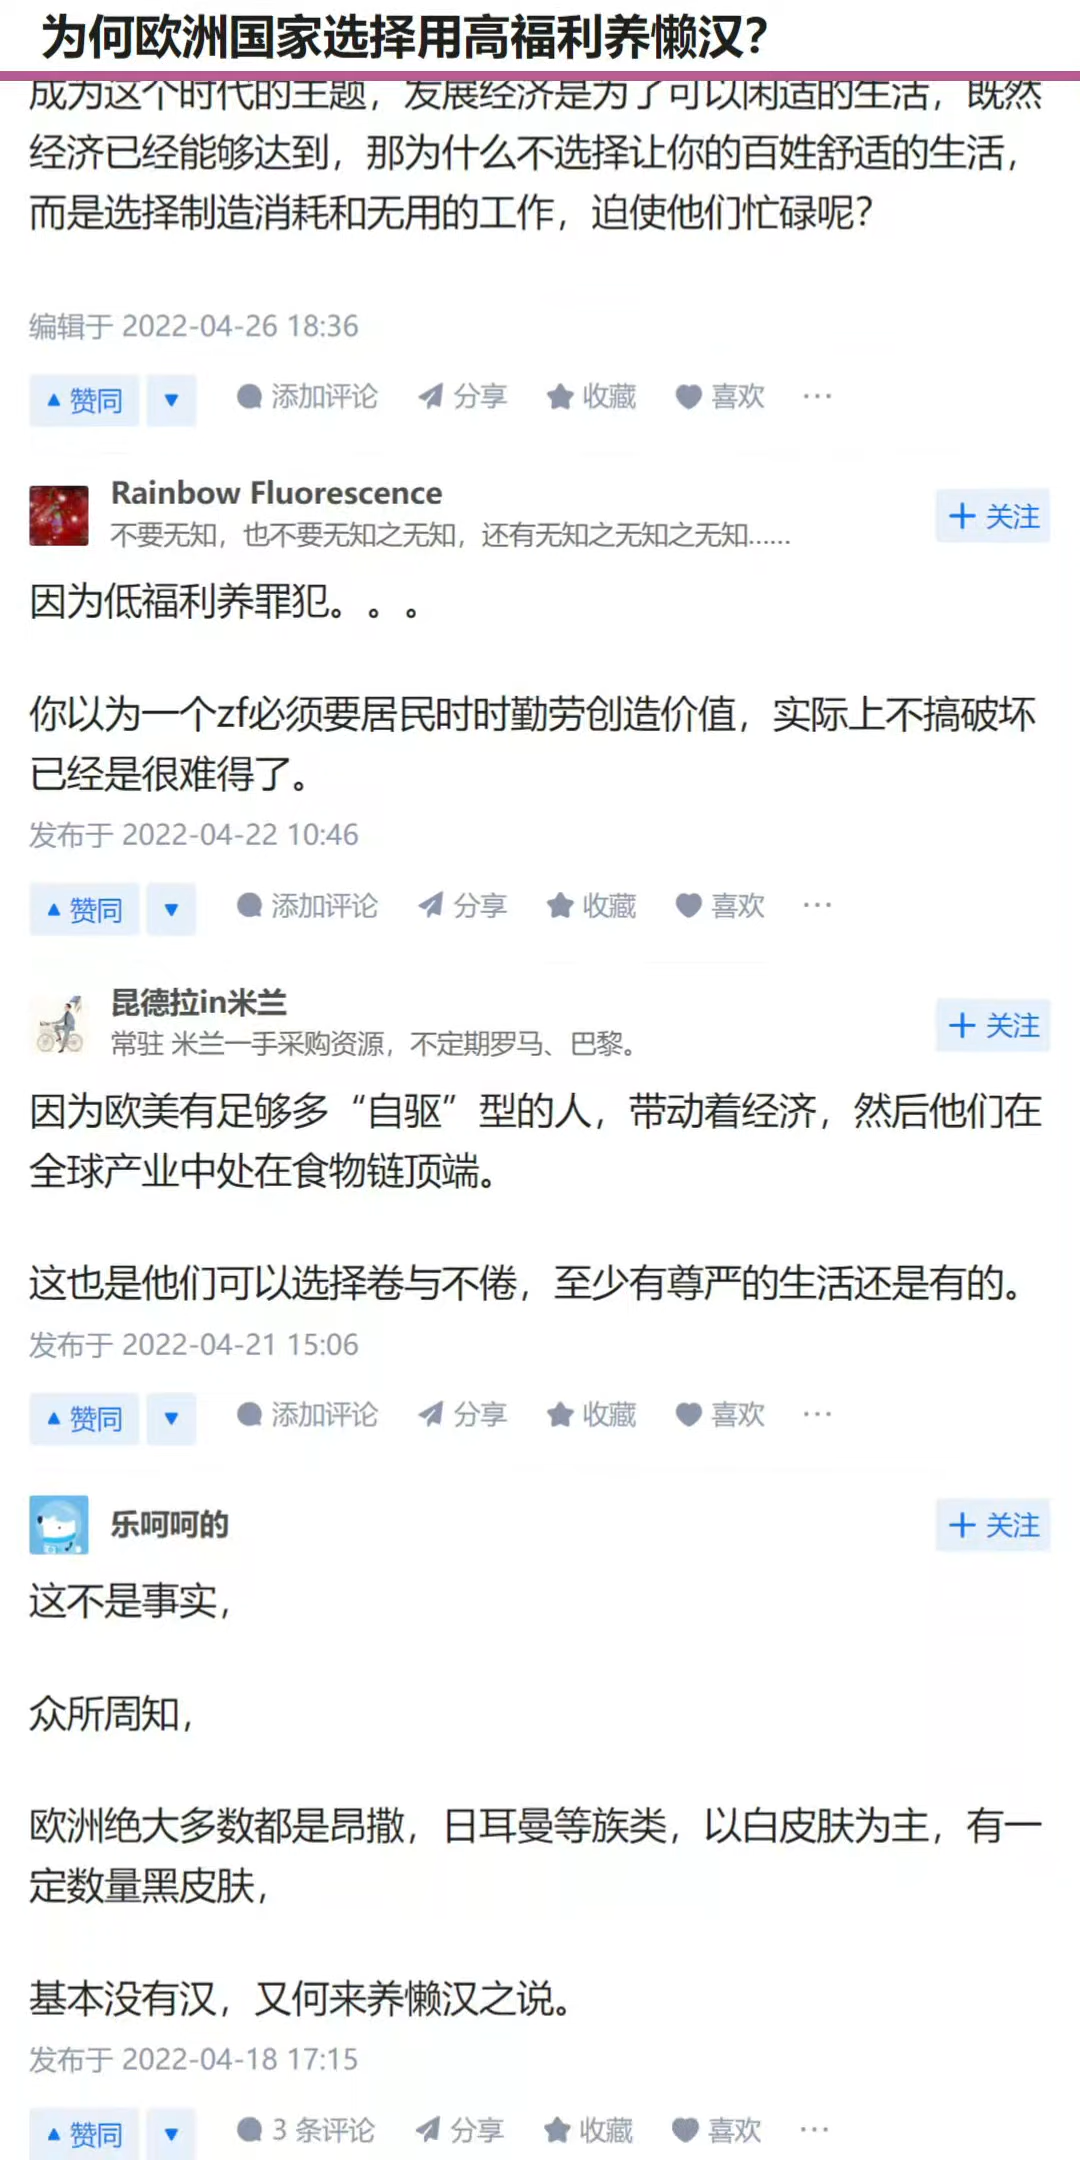 为何欧洲国家选择用高福利养懒汉?
成为这个时代的主题，发展经济是为了可以闲适的生活，既然
经济已经能够达到，那为什么不选择让你的百姓舒适的生活，
而是选择制造消耗和无用的工作，迫使他们忙碌呢？
编辑于 2022-04-26 18:36
▲ 赞同 ▼ 添加评论 分享 收藏 喜欢 ···
Rainbow Fluorescence
不要无知，也不要无知之无知，还有无知之无知之无知......
+ 关注
因为低福利养罪犯。。。
你以为一个zf必须要居民时时勤劳创造价值，实际上不搞破坏
已经是很难得了。
发布于 2022-04-22 10:46
▲ 赞同 ▼ 添加评论 分享 收藏 喜欢 ···
昆德拉in米兰
常驻 米兰一手采购资源，不定期罗马、巴黎。
+ 关注
因为欧美有足够多“自驱”型的人，带动着经济，然后他们在
全球产业中处在食物链顶端。
这也是他们可以选择卷与不倦，至少有尊严的生活还是有的。
发布于 2022-04-21 15:06
▲ 赞同 ▼ 添加评论 分享 收藏 喜欢 ···
乐呵呵的
+ 关注
这不是事实，
众所周知，
欧洲绝大多数都是昂撒，日耳曼等族类，以白皮肤为主，有一
定数量黑皮肤，
基本没有汉，又何来养懒汉之说。
发布于 2022-04-18 17:15
▲ 赞同 ▼ 3 条评论 分享 收藏 喜欢 ···